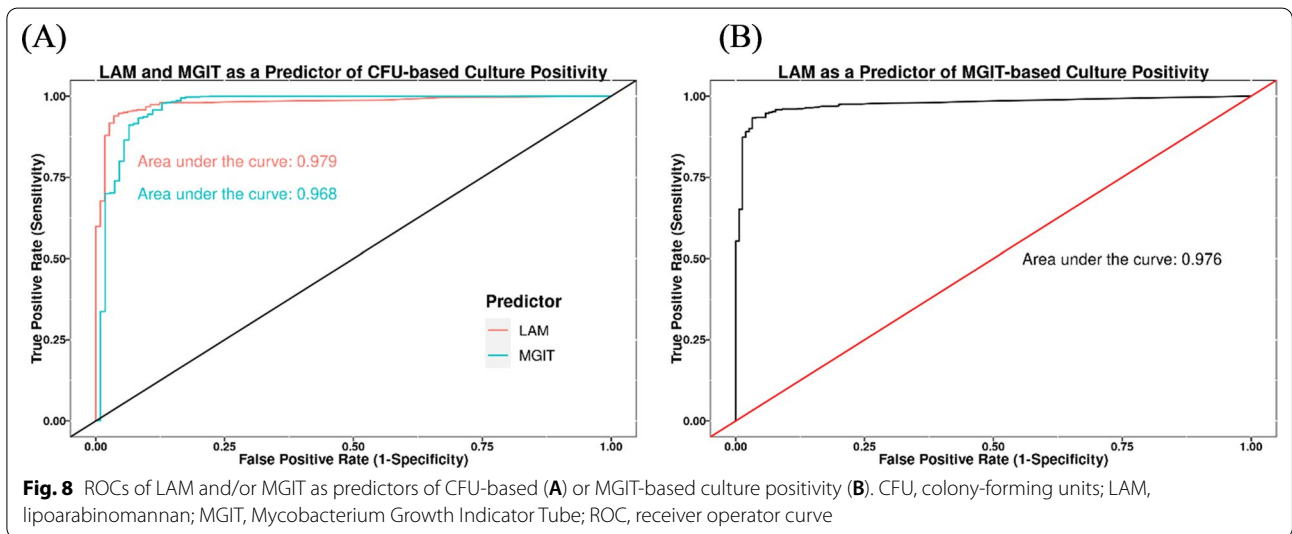 (A)
LAM and MGIT as a Predictor of CFU-based Culture Positivity
True Positive Rate (Sensitivity)
1.00
0.75
0.50
0.25
0.00
Area under the curve: 0.979
Area under the curve: 0.968
Predictor
LAM
MGIT
0.00 0.25 0.50 0.75 1.00
False Positive Rate (1-Specificity)
(B)
LAM as a Predictor of MGIT-based Culture Positivity
True Positive Rate (Sensitivity)
1.00
0.75
0.50
0.25
0.00
Area under the curve: 0.976
0.00 0.25 0.50 0.75 1.00
False Positive Rate (1-Specificity)
Fig. 8 ROCs of LAM and/or MGIT as predictors of CFU-based (A) or MGIT-based culture positivity (B). CFU, colony-forming units; LAM,
lipoarabinomannan; MGIT, Mycobacterium Growth Indicator Tube; ROC, receiver operator curve